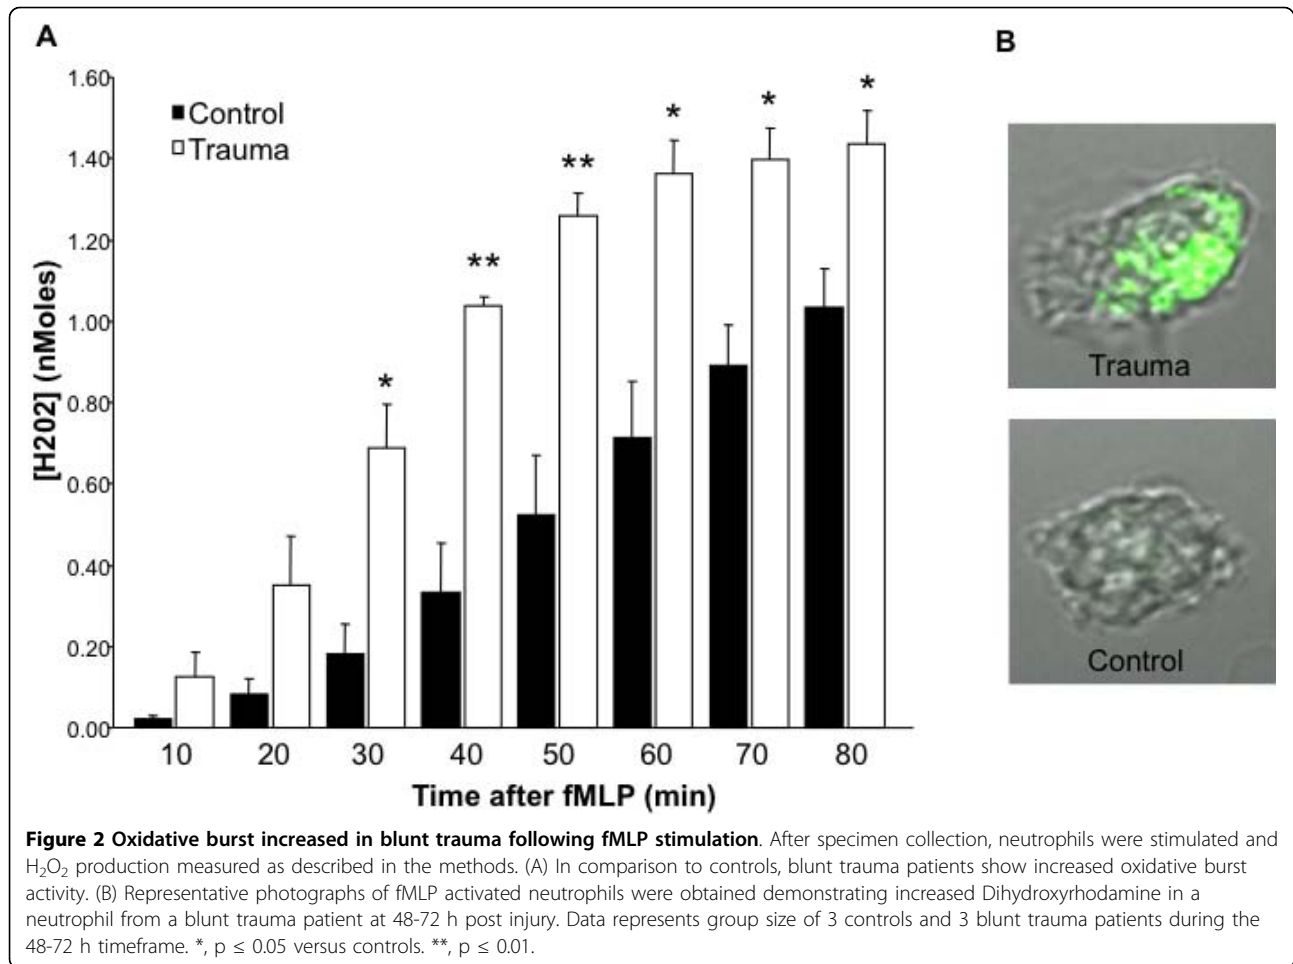 A
B
1.60
1.40
1.20
1.00
0.80
0.60
0.40
0.20
0.00
[H202] (nMoles)
Control
Trauma
*
**
**
*
*
*
10 20 30 40 50 60 70 80
Time after fMLP (min)
Trauma
Control
Figure 2 Oxidative burst increased in blunt trauma following fMLP stimulation. After specimen collection, neutrophils were stimulated and
H₂O₂ production measured as described in the methods. (A) In comparison to controls, blunt trauma patients show increased oxidative burst
activity. (B) Representative photographs of fMLP activated neutrophils were obtained demonstrating increased Dihydroxyrhodamine in a
neutrophil from a blunt trauma patient at 48-72 h post injury. Data represents group size of 3 controls and 3 blunt trauma patients during the
48-72 h timeframe. *, p ≤ 0.05 versus controls. **, p ≤ 0.01.